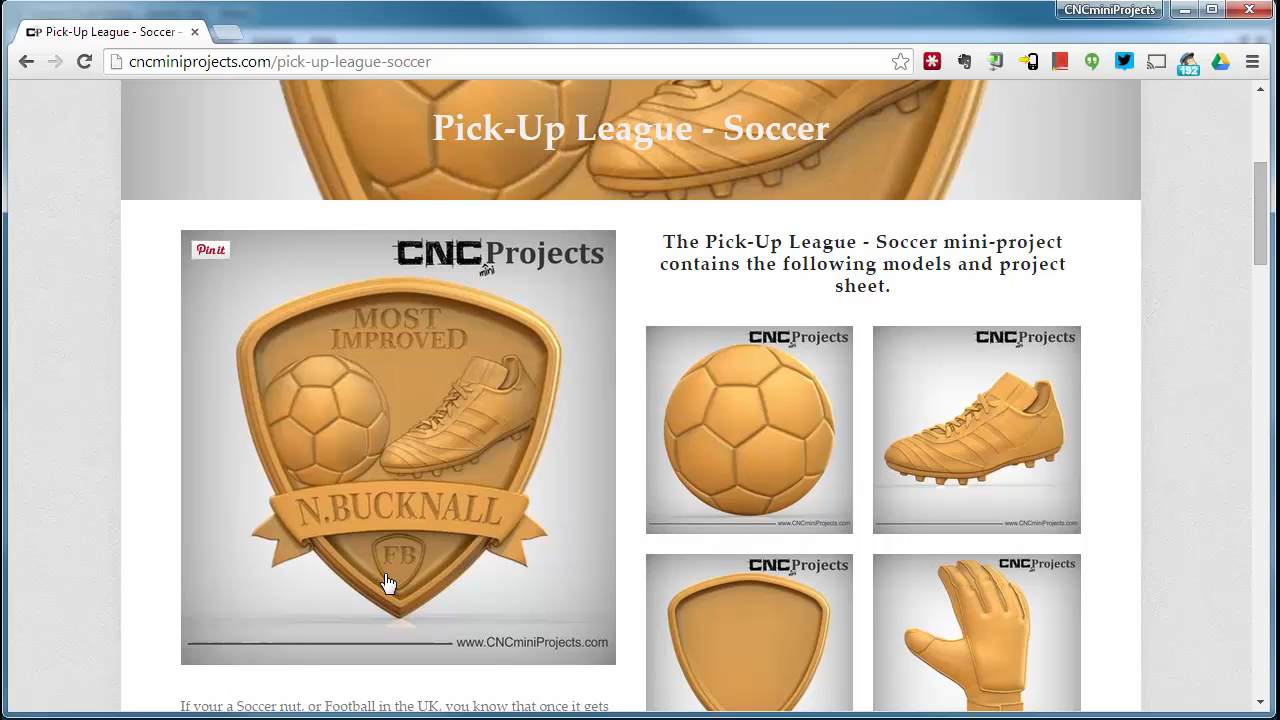 CNCminiProjects
CP Pick-Up League - Soccer -
cncminiprojects.com/pick-up-league-soccer
192
Pick-Up League - Soccer
Pin it
CNC Projects
mini
MOST
IMPROVED
N.BUCKNALL
FB
www.CNCminiProjects.com
If your a Soccer nut, or Football in the UK, you know that once it gets
The Pick-Up League - Soccer mini-project
contains the following models and project
sheet.
CNC Projects
www.CNCminiProjects.com
CNC Projects
www.CNCminiProjects.com
CNC Projects
CNC Projects